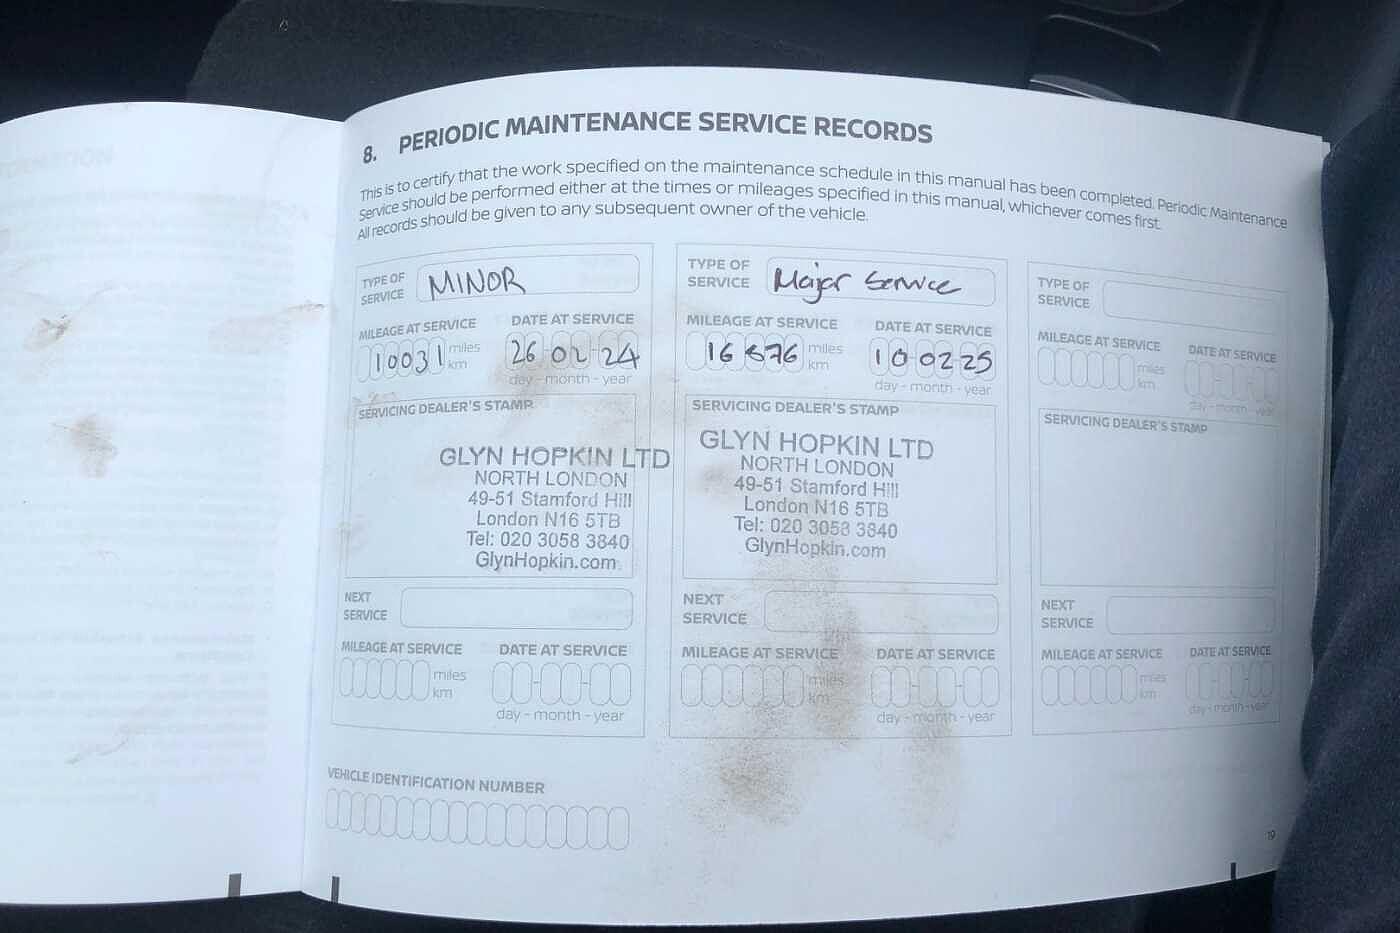 8. PERIODIC MAINTENANCE SERVICE RECORDS
This is to certify that the work specified on the maintenance schedule in this manual has been completed. Periodic Maintenance
Service should be performed either at the times or mileages specified in this manual, whichever comes first.
All records should be given to any subsequent owner of the vehicle.
TYPE OF
SERVICE
MINOR
MILEAGE AT SERVICE
DATE AT SERVICE
10031
miles
km
26-02-24
day - month - year
SERVICING DEALER'S STAMP
GLYN HOPKIN LTD
NORTH LONDON
49-51 Stamford Hill
London N16 5TB
Tel: 020 3058 3840
GlynHopkin.com
NEXT
SERVICE
MILEAGE AT SERVICE
DATE AT SERVICE
miles
km
day - month - year
TYPE OF
SERVICE
Major Service
MILEAGE AT SERVICE
DATE AT SERVICE
miles
km
10-02-25
day - month - year
SERVICING DEALER'S STAMP
GLYN HOPKIN LTD
NORTH LONDON
49-51 Stamford Hill
London N16 5TB
Tel: 020 3058 3840
GlynHopkin.com
NEXT
SERVICE
MILEAGE AT SERVICE
DATE AT SERVICE
miles
km
day - month - year
TYPE OF
SERVICE
MILEAGE AT SERVICE
DATE AT SERVICE
miles
km
day - month - year
SERVICING DEALER'S STAMP
NEXT
SERVICE
MILEAGE AT SERVICE
DATE AT SERVICE
miles
km
day - month - year
VEHICLE IDENTIFICATION NUMBER
19